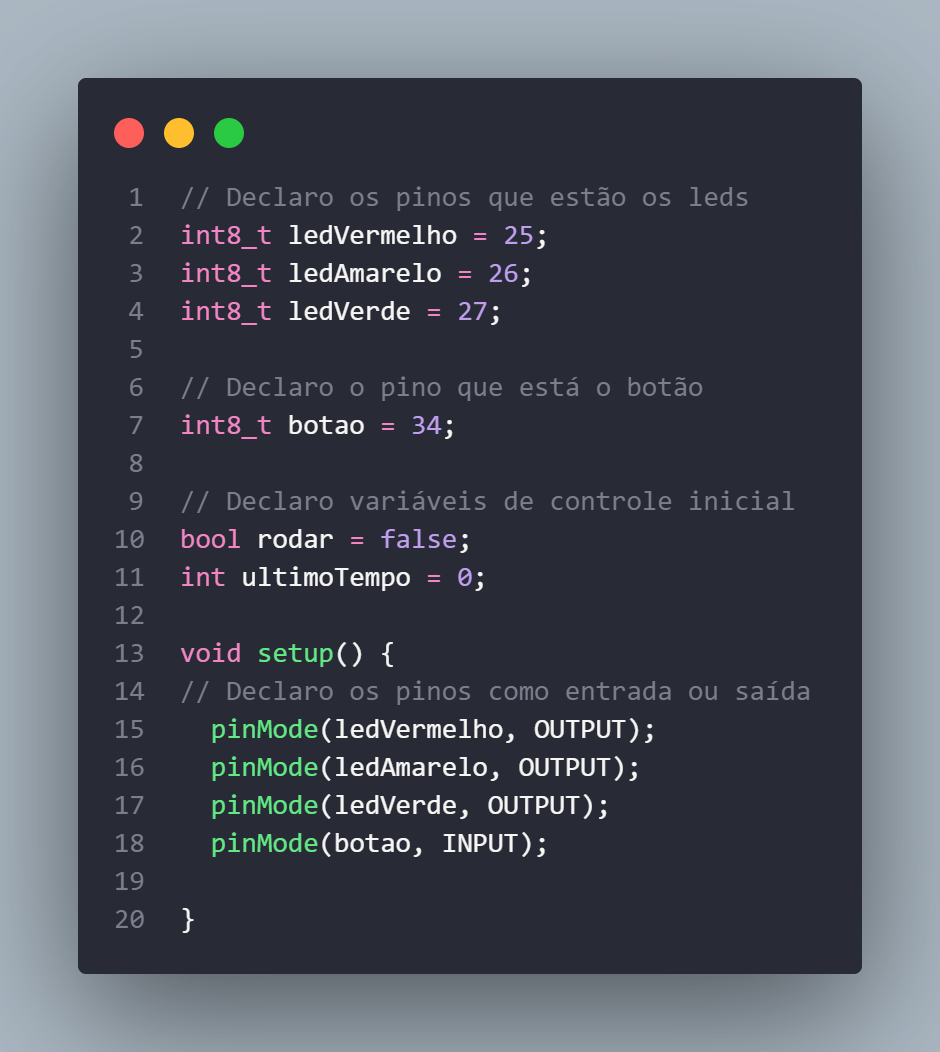 1 // Declaro os pinos que estão os leds
2 int8_t ledVermelho = 25;
3 int8_t ledAmarelo = 26;
4 int8_t ledVerde = 27;
5
6 // Declaro o pino que está o botão
7 int8_t botao = 34;
8
9 // Declaro variáveis de controle inicial
10 bool rodar = false;
11 int ultimoTempo = 0;
12
13 void setup() {
14 // Declaro os pinos como entrada ou saída
15   pinMode(ledVermelho, OUTPUT);
16   pinMode(ledAmarelo, OUTPUT);
17   pinMode(ledVerde, OUTPUT);
18   pinMode(botao, INPUT);
19
20 }